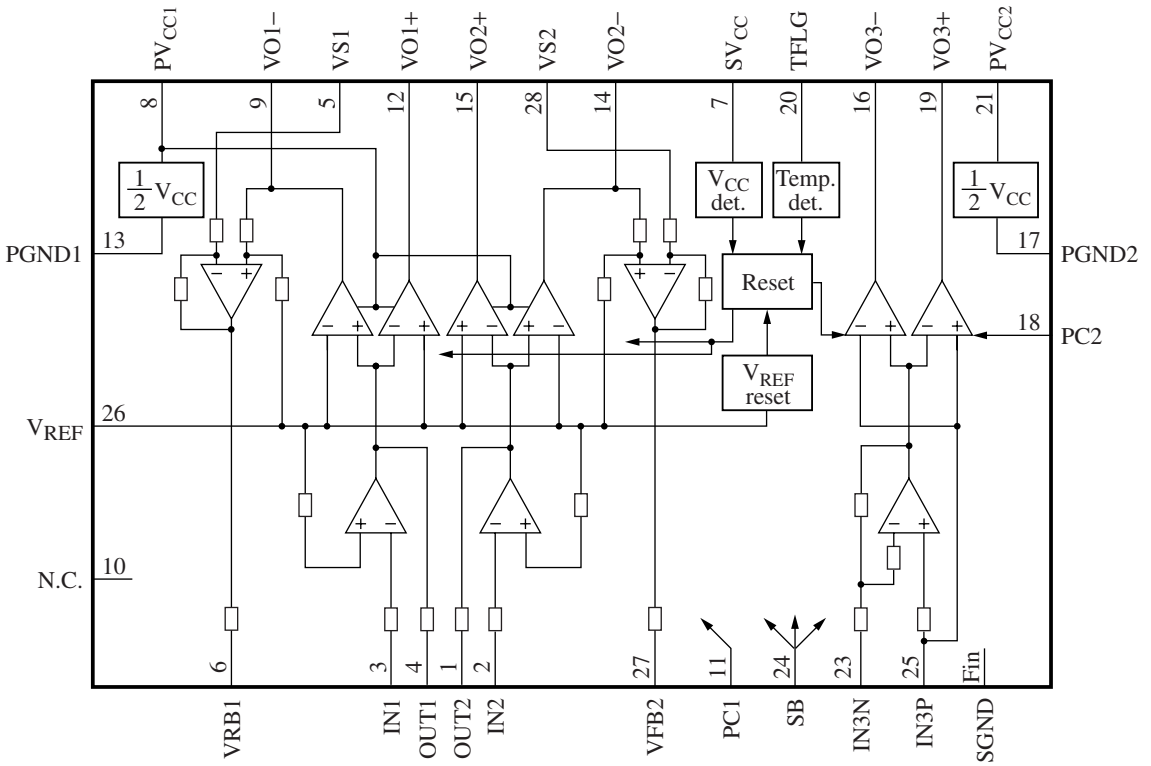 PVCC1
VO1−
VS1
VO1+
VO2+
VS2
VO2−
SVCC
TFLG
VO3−
VO3+
PVCC2
8
9
5
12
15
28
14
7
20
16
19
21
1/2 VCC
VCC det.
Temp. det.
1/2 VCC
PGND1
13
17
PGND2
− +
+ −
Reset
− +
− +
+ −
+ −
− +
− +
18
PC2
VREF reset
VREF
26
+ −
− +
− +
N.C.
10
6
3
4
1
2
27
11
24
23
25
Fin
VRB1
IN1
OUT1
OUT2
IN2
VFB2
PC1
SB
IN3N
IN3P
SGND